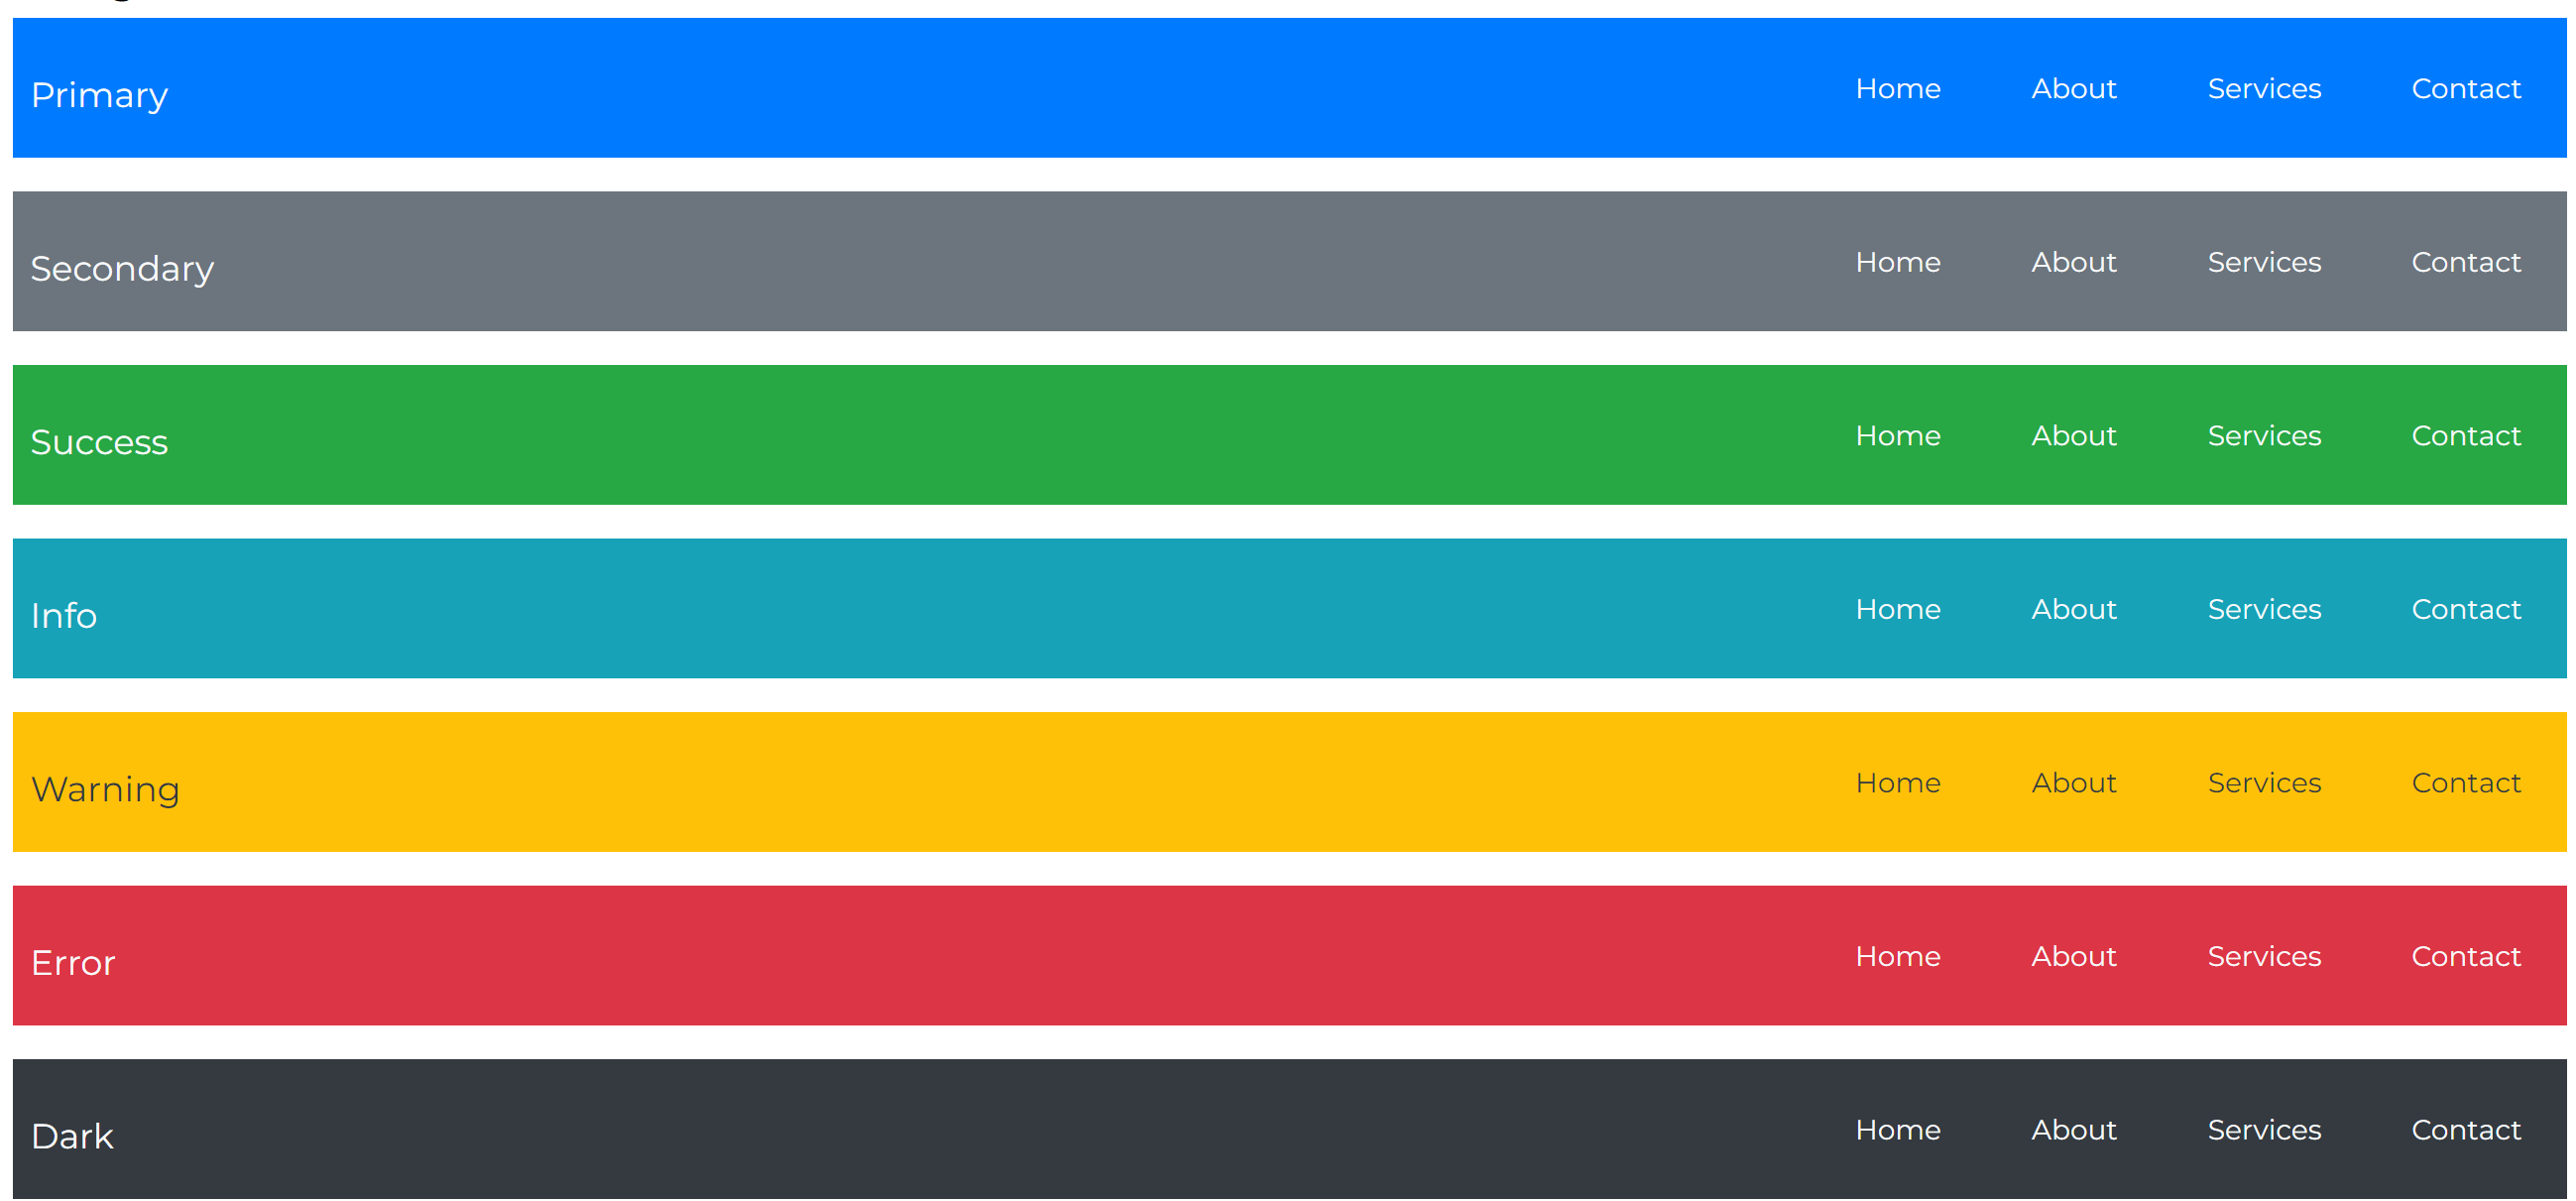 Primary Home About Services Contact
Secondary Home About Services Contact
Success Home About Services Contact
Info Home About Services Contact
Warning Home About Services Contact
Error Home About Services Contact
Dark Home About Services Contact